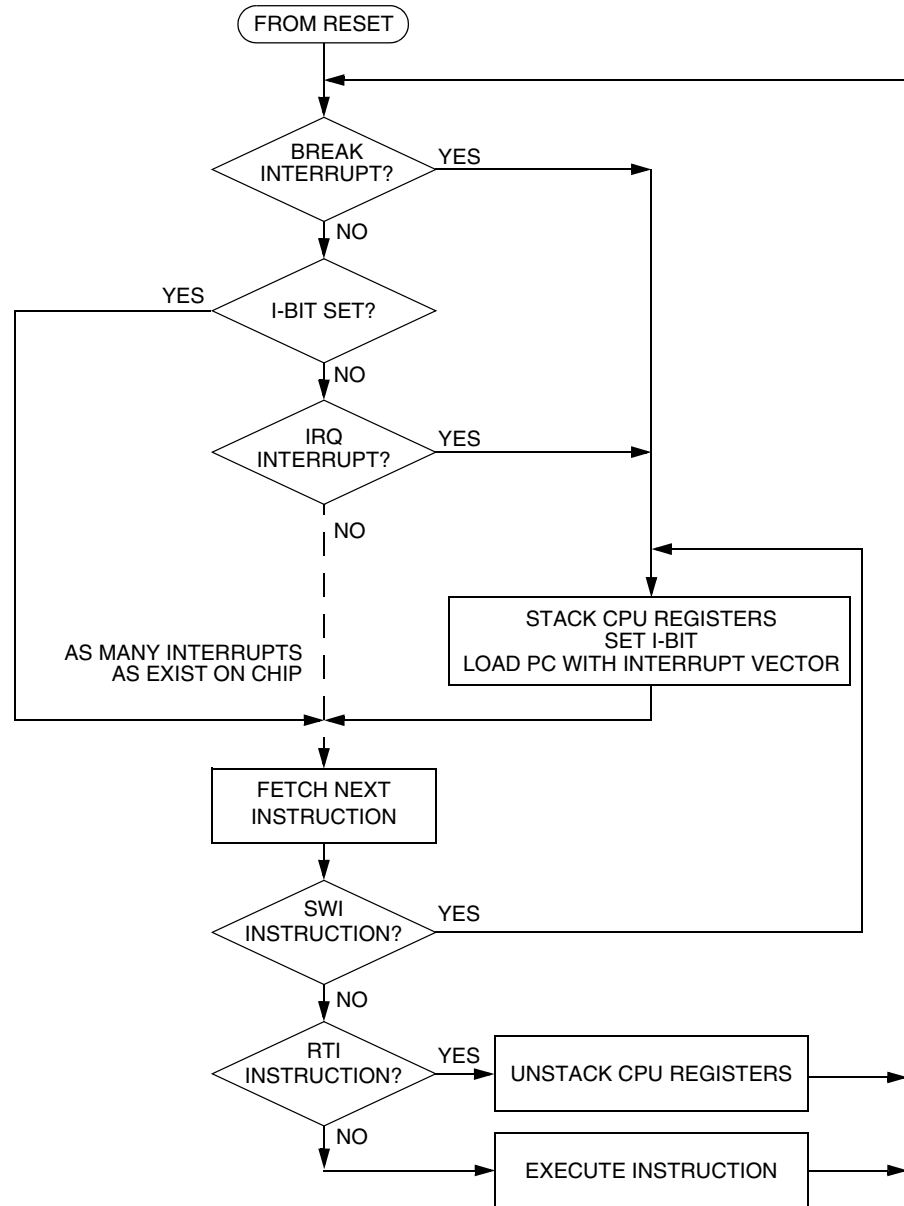 FROM RESET
BREAK
INTERRUPT?
YES
NO
YES
I-BIT SET?
NO
IRQ
INTERRUPT?
YES
NO
STACK CPU REGISTERS
SET I-BIT
LOAD PC WITH INTERRUPT VECTOR
AS MANY INTERRUPTS
AS EXIST ON CHIP
FETCH NEXT
INSTRUCTION
SWI
INSTRUCTION?
YES
NO
RTI
INSTRUCTION?
YES
UNSTACK CPU REGISTERS
NO
EXECUTE INSTRUCTION